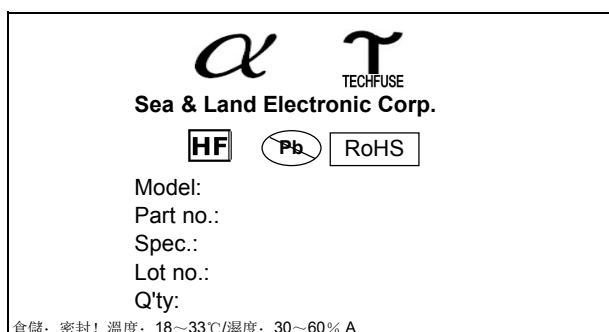 α T
TECHFUSE
Sea & Land Electronic Corp.
HF Pb RoHS
Model:
Part no.:
Spec.:
Lot no.:
Q'ty:
倉儲：密封！溫度：18～33℃/濕度：30～60% A